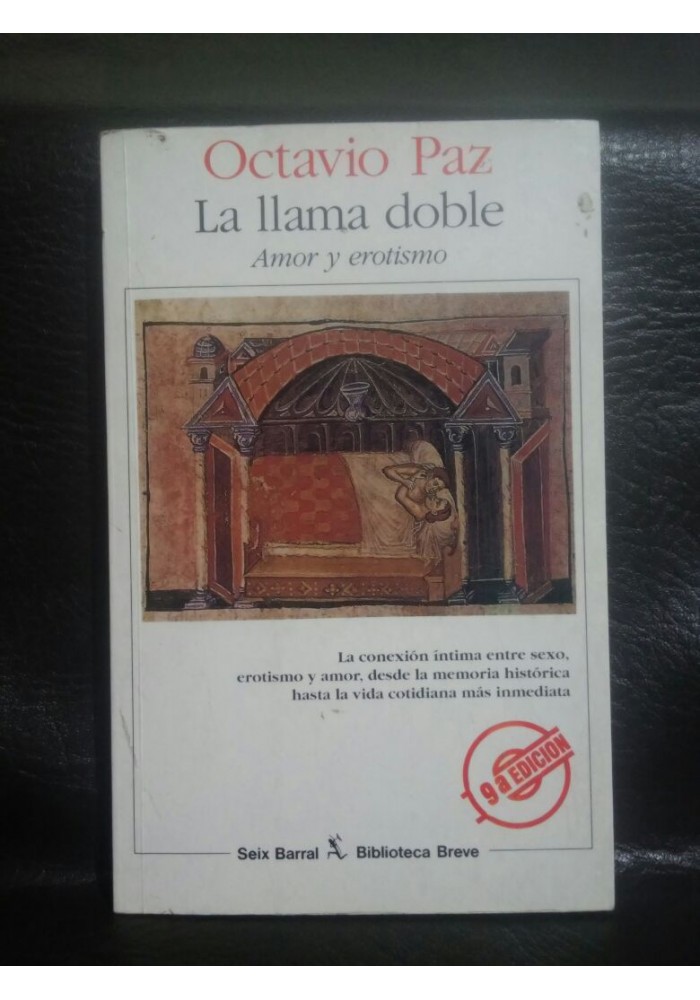 Octavio Paz
La llama doble
Amor y erotismo
La conexión íntima entre sexo,
erotismo y amor, desde la memoria histórica
hasta la vida cotidiana más inmediata
9a EDICION
Seix Barral Biblioteca Breve